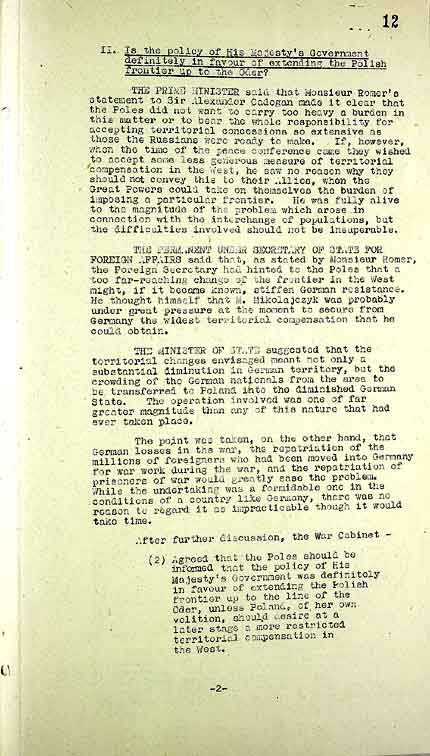 12
II. Is the policy of His Majesty's Government
definitely in favour of extending the Polish
frontier up to the Oder?
THE PRIME MINISTER said that Monsieur Romer's
statement to Sir Alexander Cadogan made it clear that
the Poles did not want to carry too heavy a burden in
this matter or to bear the whole responsibility for
accepting territorial concessions so extensive as
those the Russians were ready to make. If, however,
when the time of the peace conference came they wished
to accept some less generous measure of territorial
compensation in the West, he saw no reason why they
should not convey this to their Allies, when the
Great Powers could take on themselves the burden of
imposing a particular frontier. He was fully alive
to the magnitude of the problem which arose in
connection with the interchange of populations, but
the difficulties involved should not be insuperable.
THE PERMANENT UNDER SECRETARY OF STATE FOR
FOREIGN AFFAIRS said that, as stated by Monsieur Romer,
the Foreign Secretary had hinted to the Poles that a
too far-reaching change of the frontier in the West
might, if it became known, stiffen German resistance.
He thought himself that M. Mikolajczyk was probably
under great pressure at the moment to secure from
Germany the widest territorial compensation that he
could obtain.
THE MINISTER OF STATE suggested that the
territorial changes envisaged meant not only a
substantial diminution in German territory, but the
crowding of the German nationals from the area to
be transferred to Poland into the diminished German
State. The operation involved was one of far
greater magnitude than any of this nature that had
ever taken place.
The point was taken, on the other hand, that
German losses in the war, the repatriation of the
millions of foreigners who had been moved into Germany
for war work during the war, and the repatriation of
prisoners of war would greatly ease the problem.
While the undertaking was a formidable one in the
conditions of a country like Germany, there was no
reason to regard it as impracticable though it would
take time.
After further discussion, the War Cabinet -
(2) Agreed that the Poles should be
informed that the policy of His
Majesty's Government was definitely
in favour of extending the Polish
frontier up to the line of the
Oder, unless Poland, of her own
volition, should desire at a
later stage a more restricted
territorial compensation in
the West.
-2-